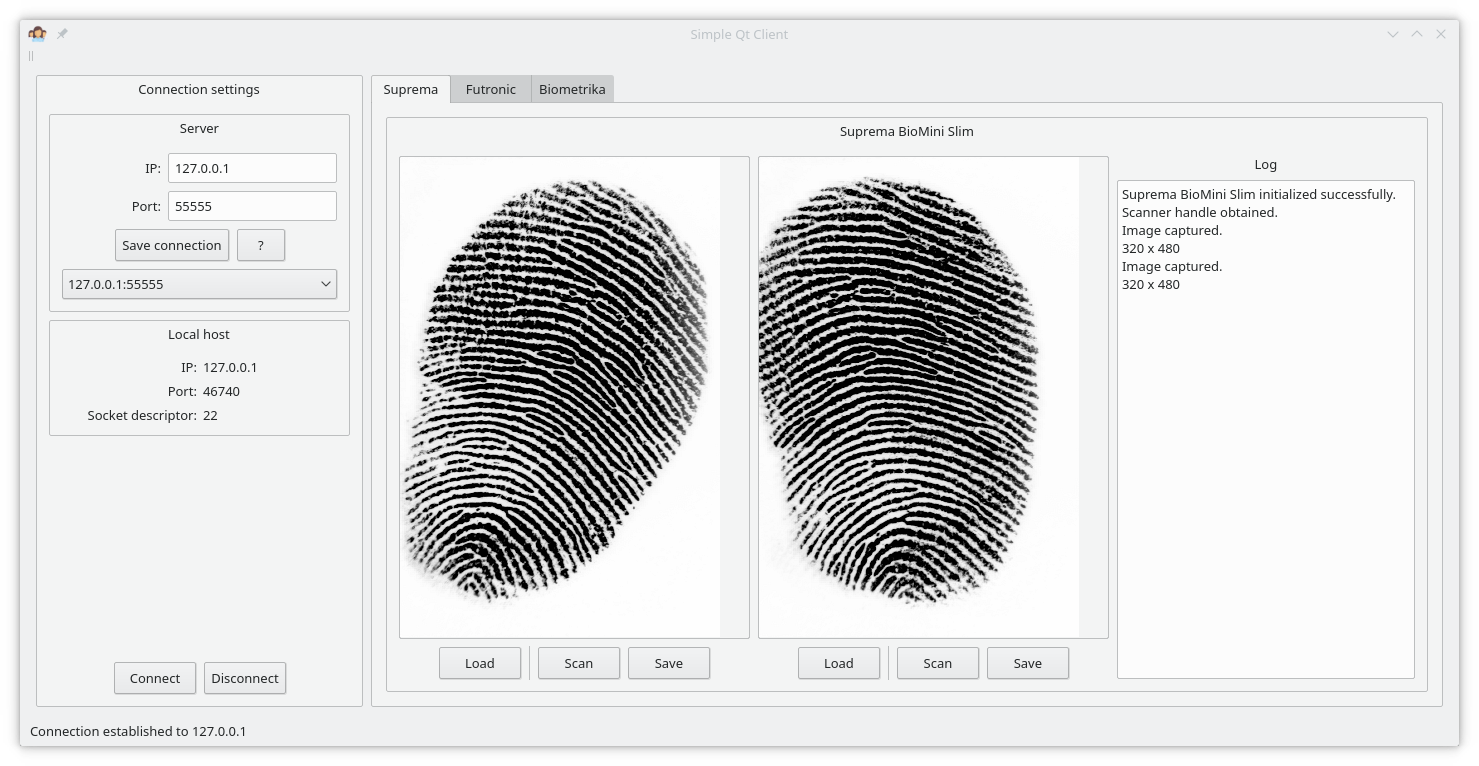 Simple Qt Client
Connection settings
Server
IP: 127.0.0.1
Port: 55555
Save connection ?
127.0.0.1:55555
Local host
IP: 127.0.0.1
Port: 46740
Socket descriptor: 22
Connect Disconnect
Suprema Futronic Biometrika
Suprema BioMini Slim
Load Scan Save
Load Scan Save
Log
Suprema BioMini Slim initialized successfully.
Scanner handle obtained.
Image captured.
320 x 480
Image captured.
320 x 480
Connection established to 127.0.0.1